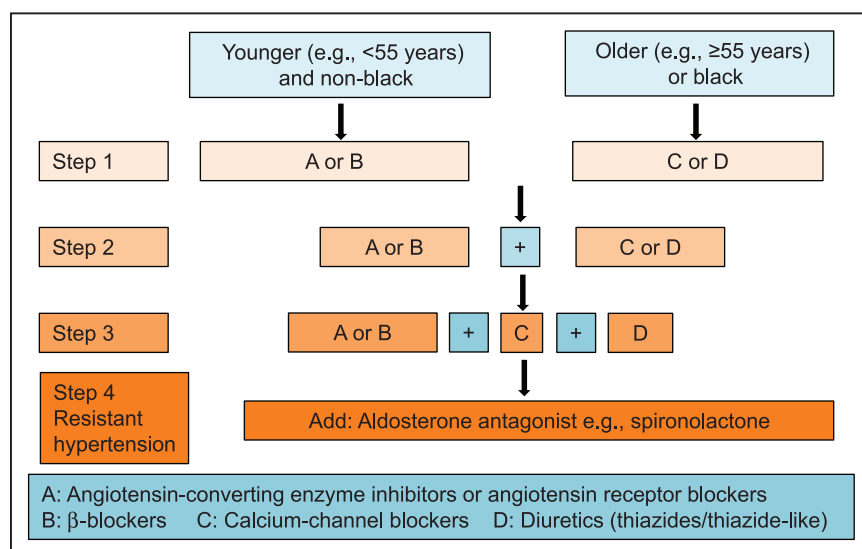 Younger (e.g., <55 years)
and non-black
Older (e.g., ≥55 years)
or black
Step 1
A or B
C or D
Step 2
A or B
+
C or D
Step 3
A or B
+
C
+
D
Step 4
Resistant
hypertension
Add: Aldosterone antagonist e.g., spironolactone
A: Angiotensin-converting enzyme inhibitors or angiotensin receptor blockers
B: β-blockers C: Calcium-channel blockers D: Diuretics (thiazides/thiazide-like)